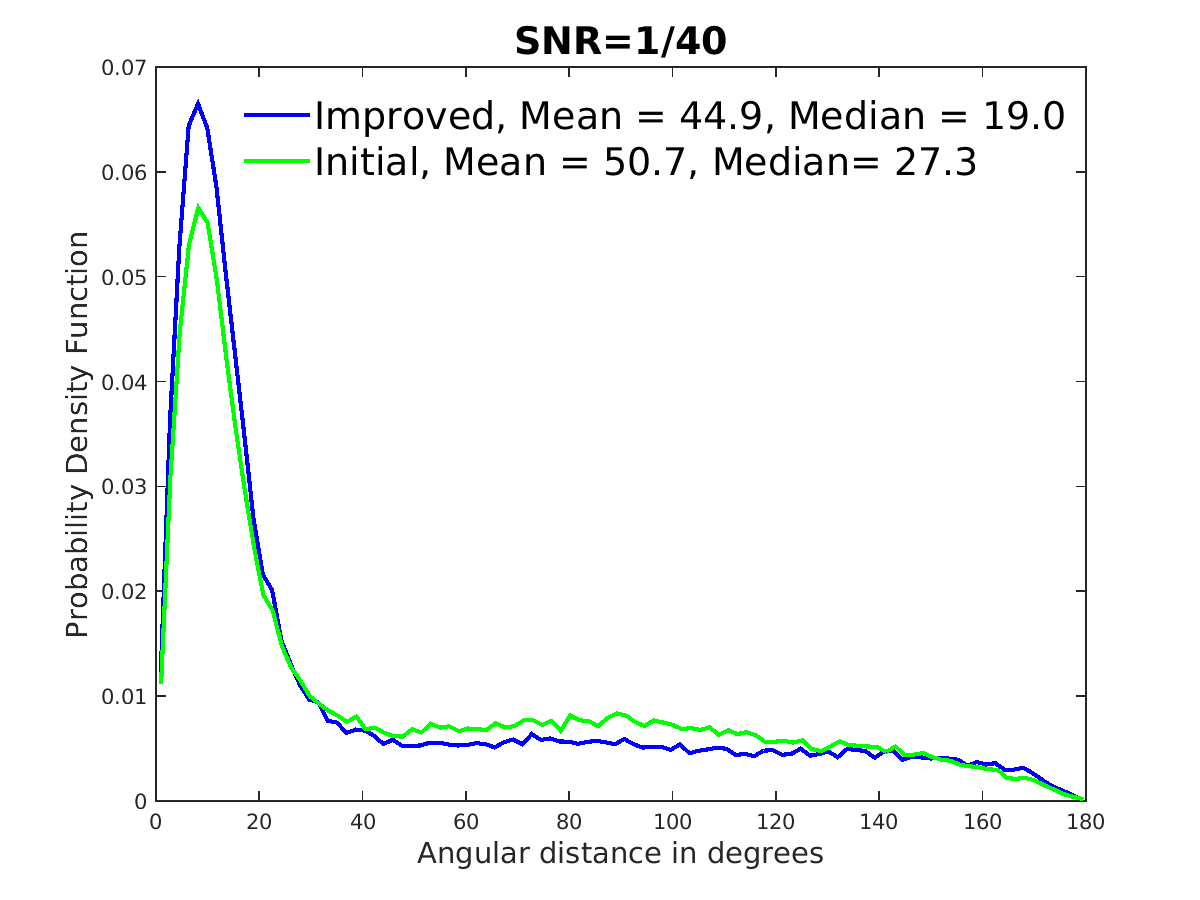 SNR=1/40
Improved, Mean = 44.9, Median = 19.0
Initial, Mean = 50.7, Median= 27.3
Probability Density Function
0.07
0.06
0.05
0.04
0.03
0.02
0.01
0
0 20 40 60 80 100 120 140 160 180
Angular distance in degrees